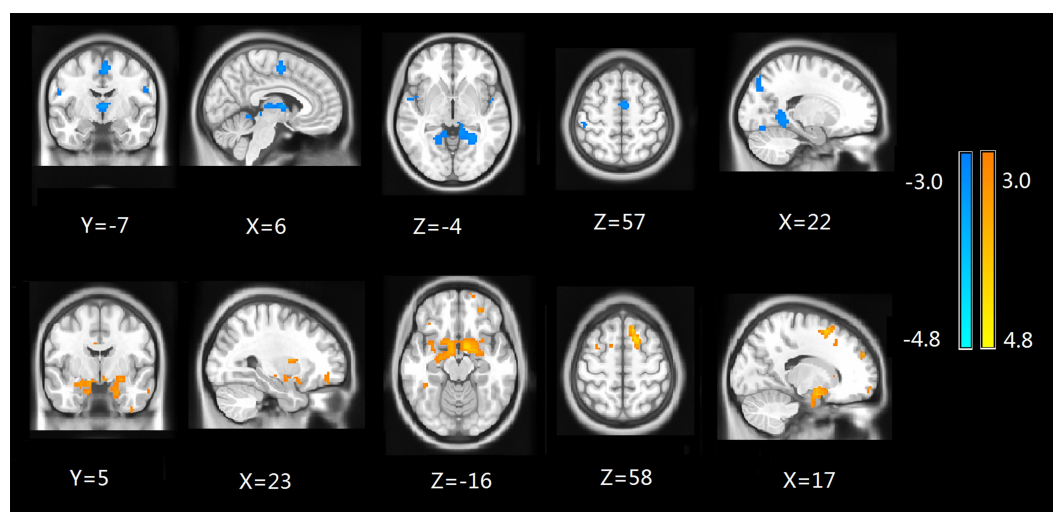 Y=-7
X=6
Z=-4
Z=57
X=22
-3.0
3.0
-4.8
4.8
Y=5
X=23
Z=-16
Z=58
X=17